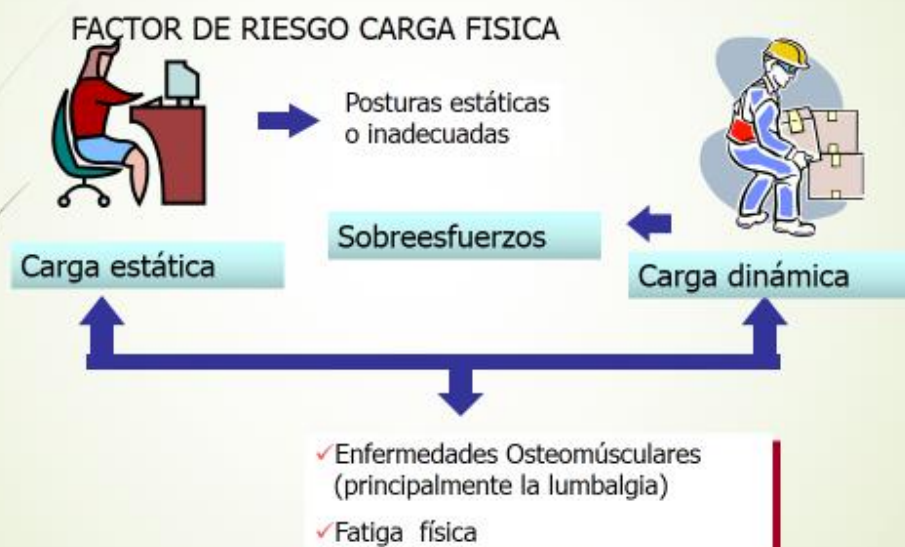 FACTOR DE RIESGO CARGA FISICA
Posturas estáticas
o inadecuadas
Sobreesfuerzos
Carga estática
Carga dinámica
✓Enfermedades Osteomúsculares
(principalmente la lumbalgia)
✓Fatiga física